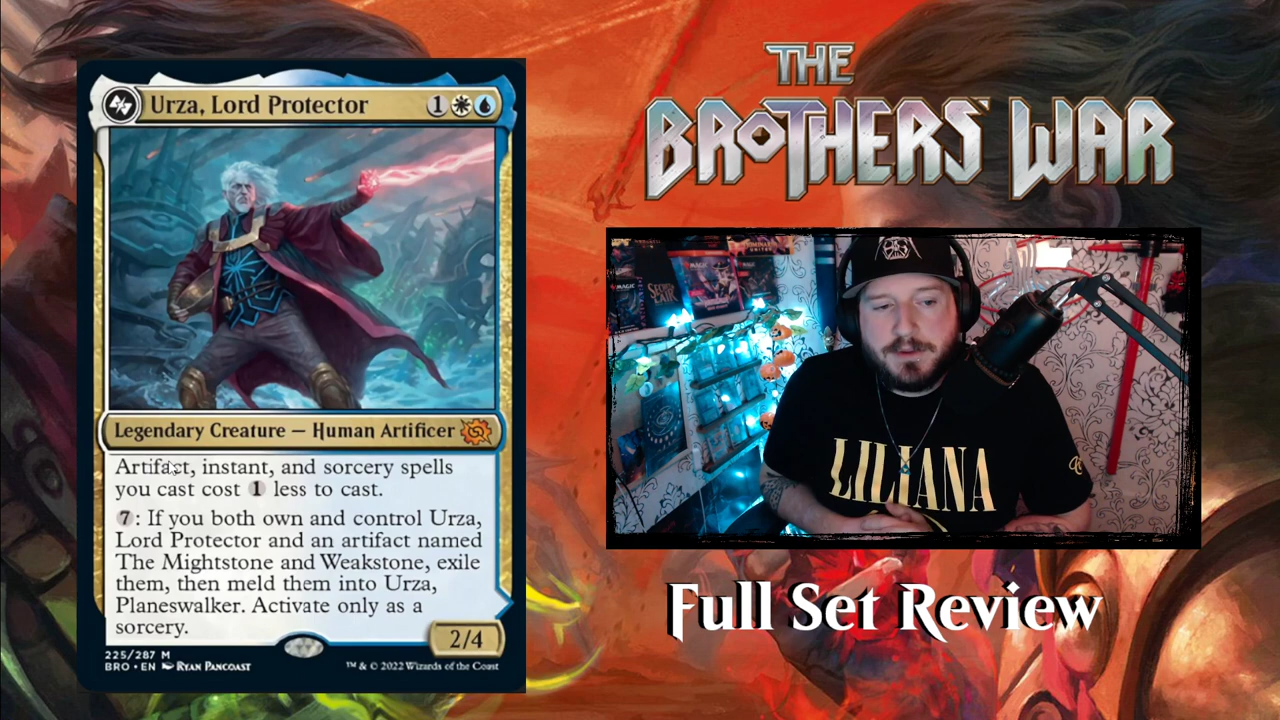 Urza, Lord Protector
1
Legendary Creature — Human Artificer
Artifact, instant, and sorcery spells
you cast cost 1 less to cast.
7: If you both own and control Urza,
Lord Protector and an artifact named
The Mightstone and Weakstone, exile
them, then meld them into Urza,
Planeswalker. Activate only as a
sorcery.
2/4
225/287 M
BRO • EN RYAN PANCOAST
™ & © 2022 Wizards of the Coast
THE
BROTHERS' WAR
MAGIC
SECRET
LILIANA
Full Set Review